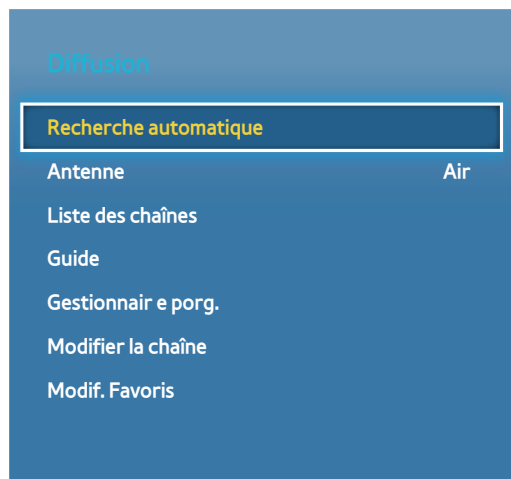 Diffusion
Recherche automatique
Antenne Air
Liste des chaînes
Guide
Gestionnair e porg.
Modifier la chaîne
Modif. Favoris